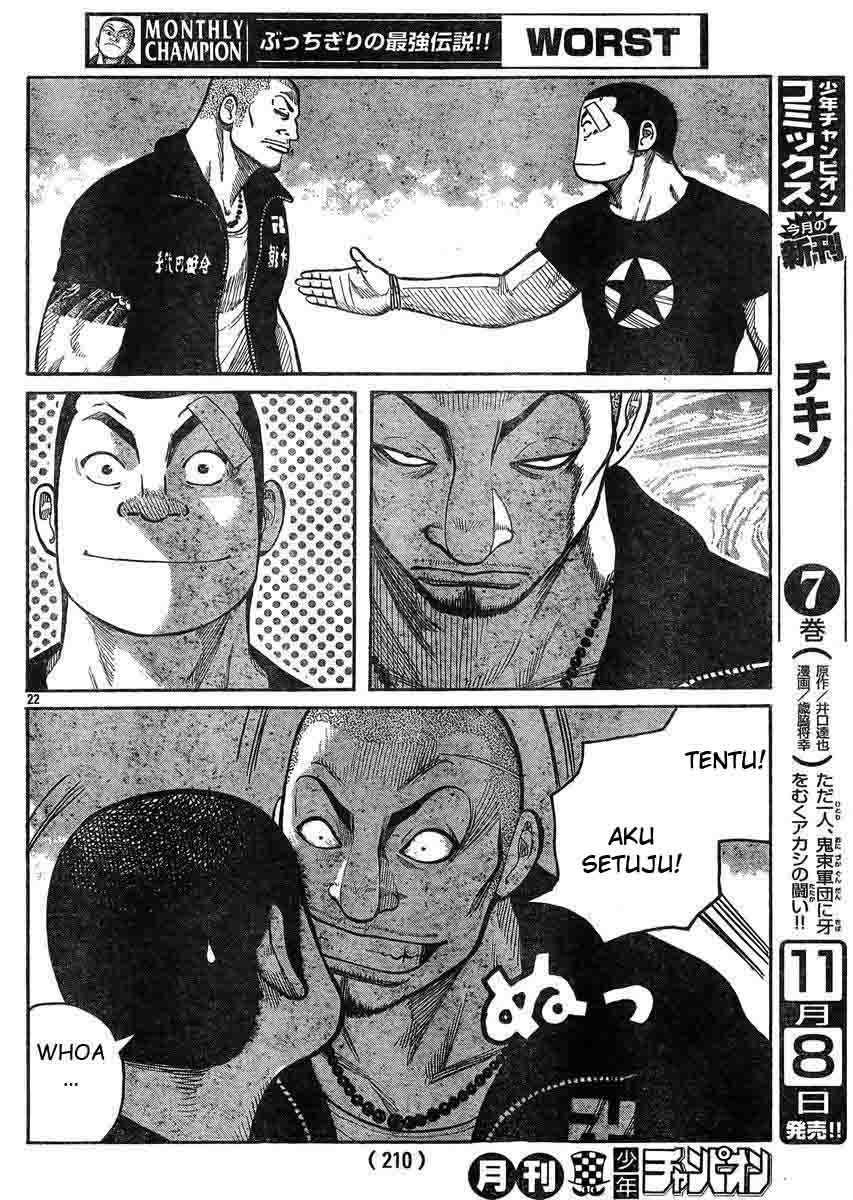 MONTHLY
CHAMPION
ぶっちぎりの最強伝説!!
WORST
少年チャンピオン
コミックス
今月の
新刊
チキン
7
巻
原作/井口達也
漫画/歳脇将幸
ただ一人、鬼束軍団に牙
をむくアカシの闘い!!
11
月
8
日
発売!!
22
TENTU!
AKU
SETUJU!
ぬっ
WHOA
...
(210)
月刊
少年
チャンピオン